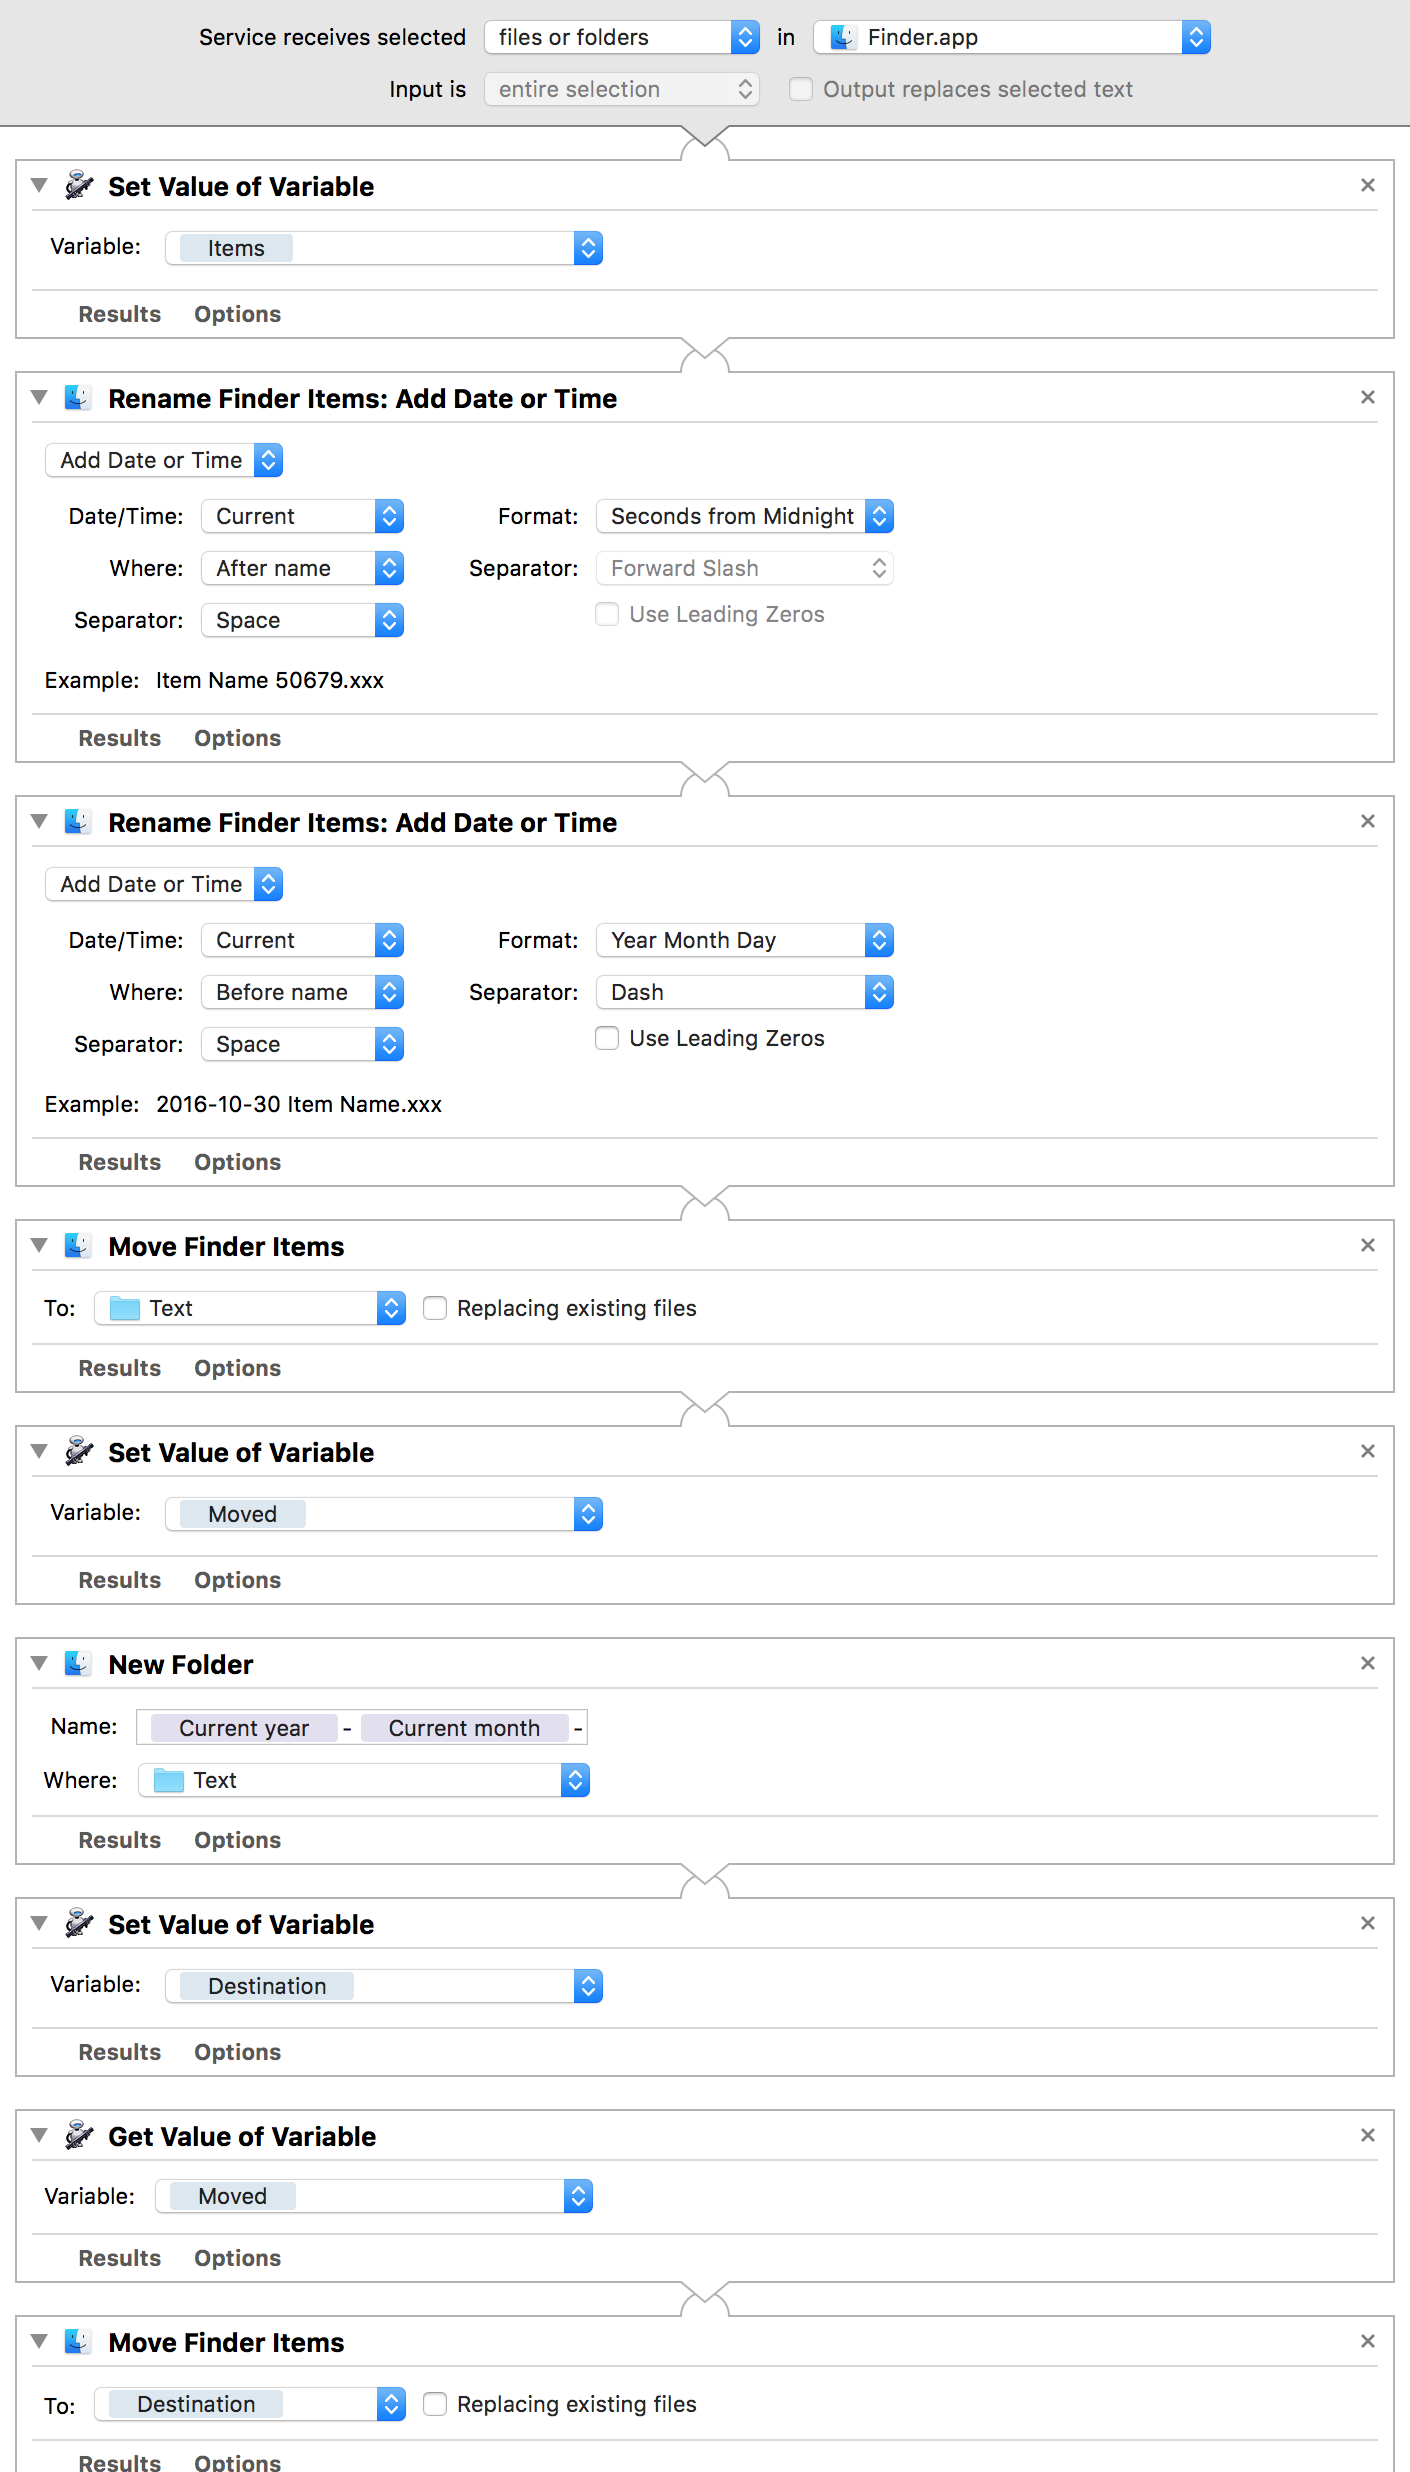 Service receives selected files or folders in Finder.app
Input is entire selection Output replaces selected text
Set Value of Variable
Variable: Items
Results Options
Rename Finder Items: Add Date or Time
Add Date or Time
Date/Time: Current Format: Seconds from Midnight
Where: After name Separator: Forward Slash
Separator: Space Use Leading Zeros
Example: Item Name 50679.xxx
Results Options
Rename Finder Items: Add Date or Time
Add Date or Time
Date/Time: Current Format: Year Month Day
Where: Before name Separator: Dash
Separator: Space Use Leading Zeros
Example: 2016-10-30 Item Name.xxx
Results Options
Move Finder Items
To: Text Replacing existing files
Results Options
Set Value of Variable
Variable: Moved
Results Options
New Folder
Name: Current year - Current month -
Where: Text
Results Options
Set Value of Variable
Variable: Destination
Results Options
Get Value of Variable
Variable: Moved
Results Options
Move Finder Items
To: Destination Replacing existing files
Results Options